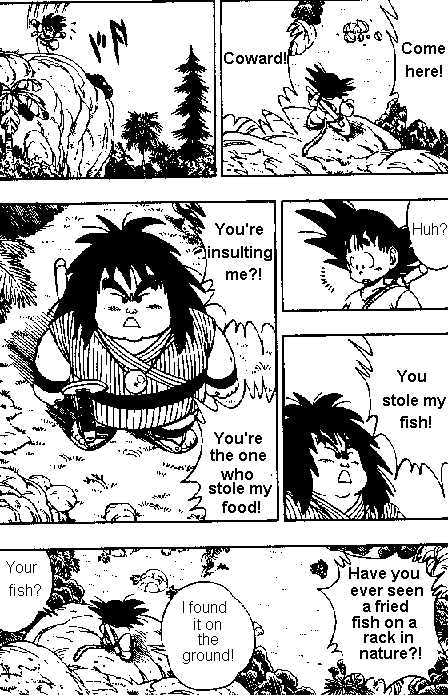 Coward!
Come
here!
You're
insulting
me?!
You're
the one
who
stole my
food!
Huh?
You
stole my
fish!
Your
fish?
I found
it on
the
ground!
Have you
ever seen
a fried
fish on a
rack in
nature?!